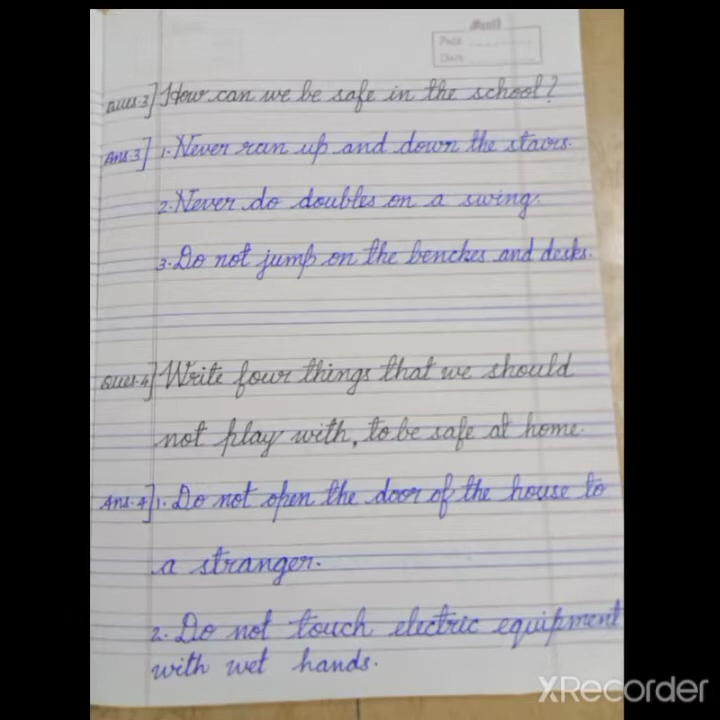 Page
Date
Ques.3] How can we be safe in the school?
Ans.3] 1. Never run up and down the stairs.
2. Never do doubles on a swing.
3. Do not jump on the benches and desks.
Ques.4] Write four things that we should
not play with, to be safe at home.
Ans.4] 1. Do not open the door of the house to
a stranger.
2. Do not touch electric equipment
with wet hands.
XRecorder